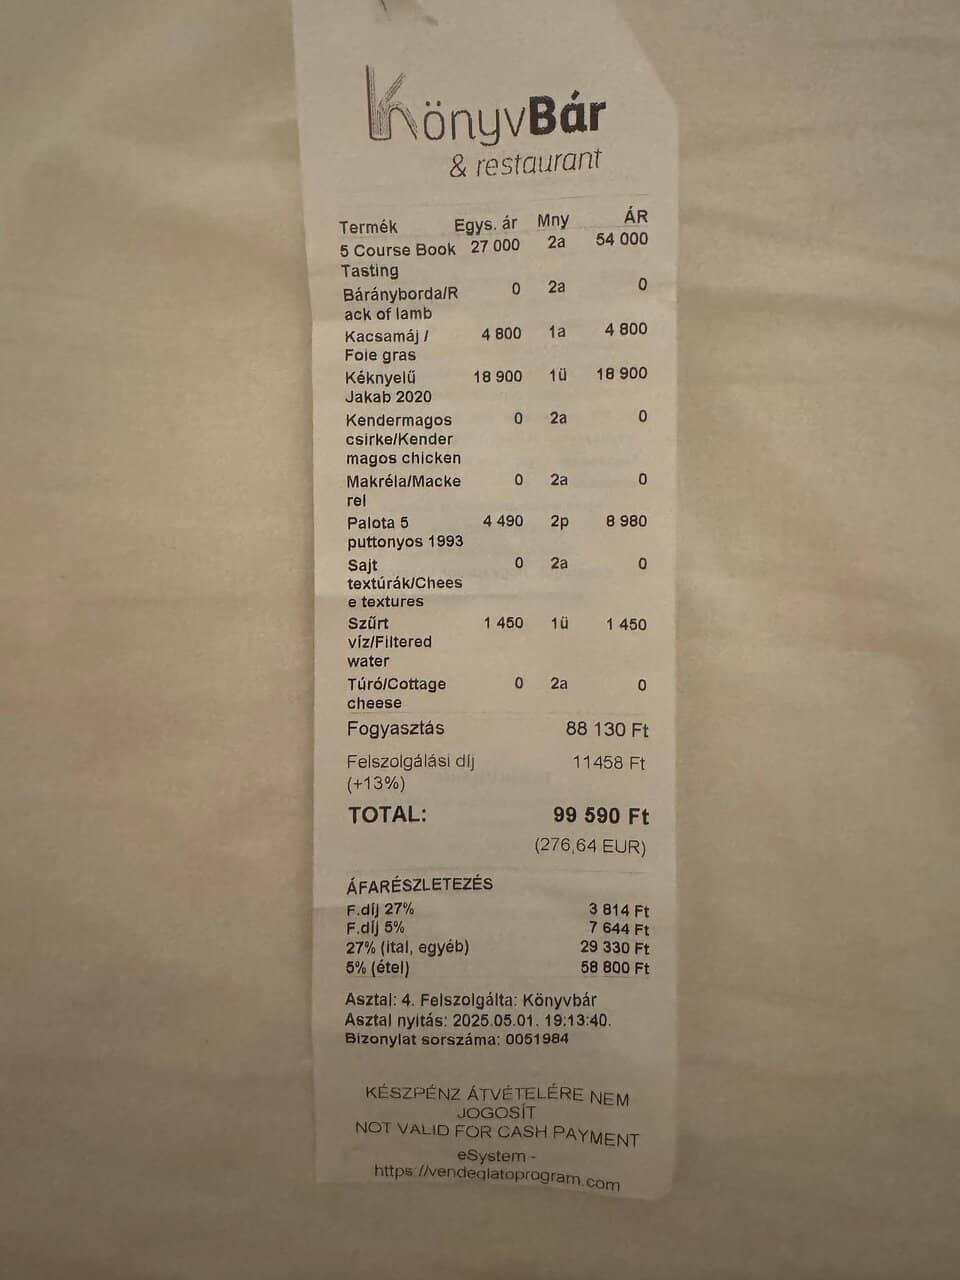 KönyvBár
& restaurant
Termék Egys. ár Mny ÁR
5 Course Book 27 000 2a 54 000
Tasting
Bárányborda/R 0 2a 0
ack of lamb
Kacsamáj / 4 800 1a 4 800
Foie gras
Kéknyelű 18 900 1ü 18 900
Jakab 2020
Kendermagos 0 2a 0
csirke/Kender
magos chicken
Makréla/Macke 0 2a 0
rel
Palota 5 4 490 2p 8 980
puttonyos 1993
Sajt 0 2a 0
textúrák/Chees
e textures
Szűrt 1 450 1ü 1 450
víz/Filtered
water
Túró/Cottage 0 2a 0
cheese
Fogyasztás 88 130 Ft
Felszolgálási díj 11458 Ft
(+13%)
TOTAL: 99 590 Ft
(276,64 EUR)
ÁFARÉSZLETEZÉS
F.díj 27% 3 814 Ft
F.díj 5% 7 644 Ft
27% (ital, egyéb) 29 330 Ft
5% (étel) 58 800 Ft
Asztal: 4. Felszolgálta: Könyvbár
Asztal nyitás: 2025.05.01. 19:13:40.
Bizonylat sorszáma: 0051984
KÉSZPÉNZ ÁTVÉTELÉRE NEM
JOGOSÍT
NOT VALID FOR CASH PAYMENT
eSystem -
https://vendeglatoprogram.com